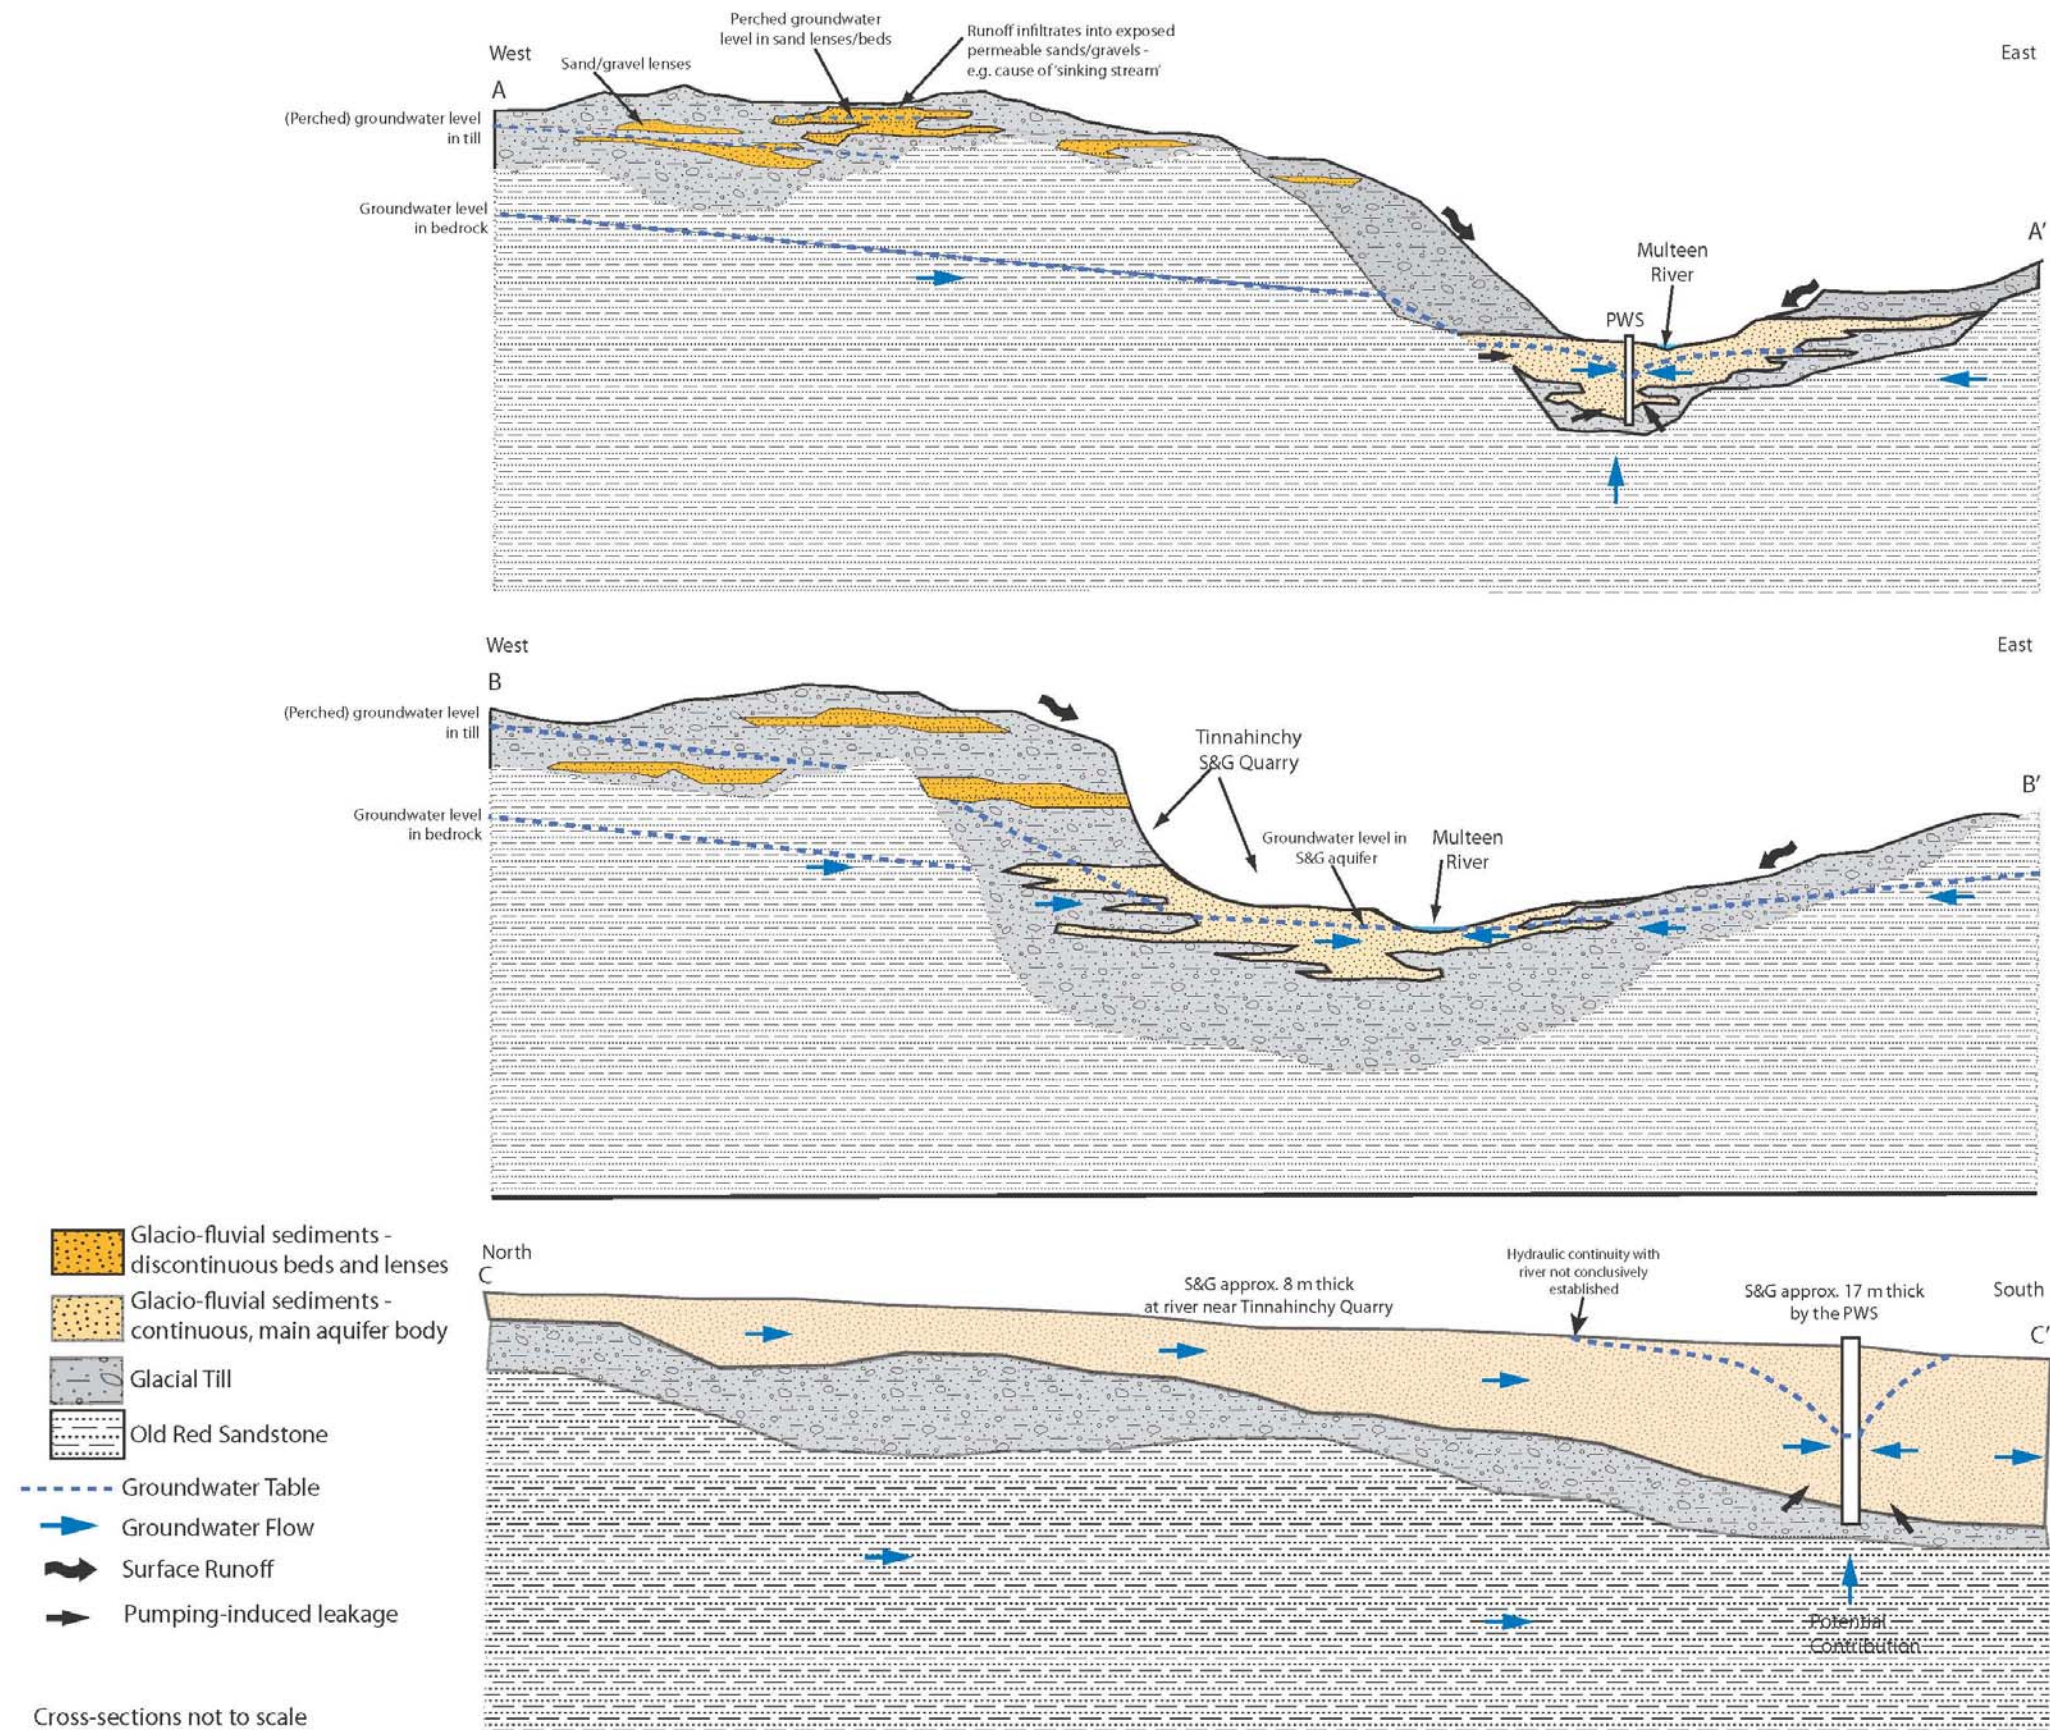 West
East
A
A'
Sand/gravel lenses
Perched groundwater
level in sand lenses/beds
Runoff infiltrates into exposed
permeable sands/gravels -
e.g. cause of 'sinking stream'
(Perched) groundwater level
in till
Groundwater level
in bedrock
Multeen
River
PWS
West
East
B
B'
(Perched) groundwater level
in till
Groundwater level
in bedrock
Tinnahinchy
S&G Quarry
Groundwater level in
S&G aquifer
Multeen
River
North
C
South
C'
S&G approx. 8 m thick
at river near Tinnahinchy Quarry
Hydraulic continuity with
river not conclusively
established
S&G approx. 17 m thick
by the PWS
Potential
Contribution
Glacio-fluvial sediments -
discontinuous beds and lenses
Glacio-fluvial sediments -
continuous, main aquifer body
Glacial Till
Old Red Sandstone
Groundwater Table
Groundwater Flow
Surface Runoff
Pumping-induced leakage
Cross-sections not to scale